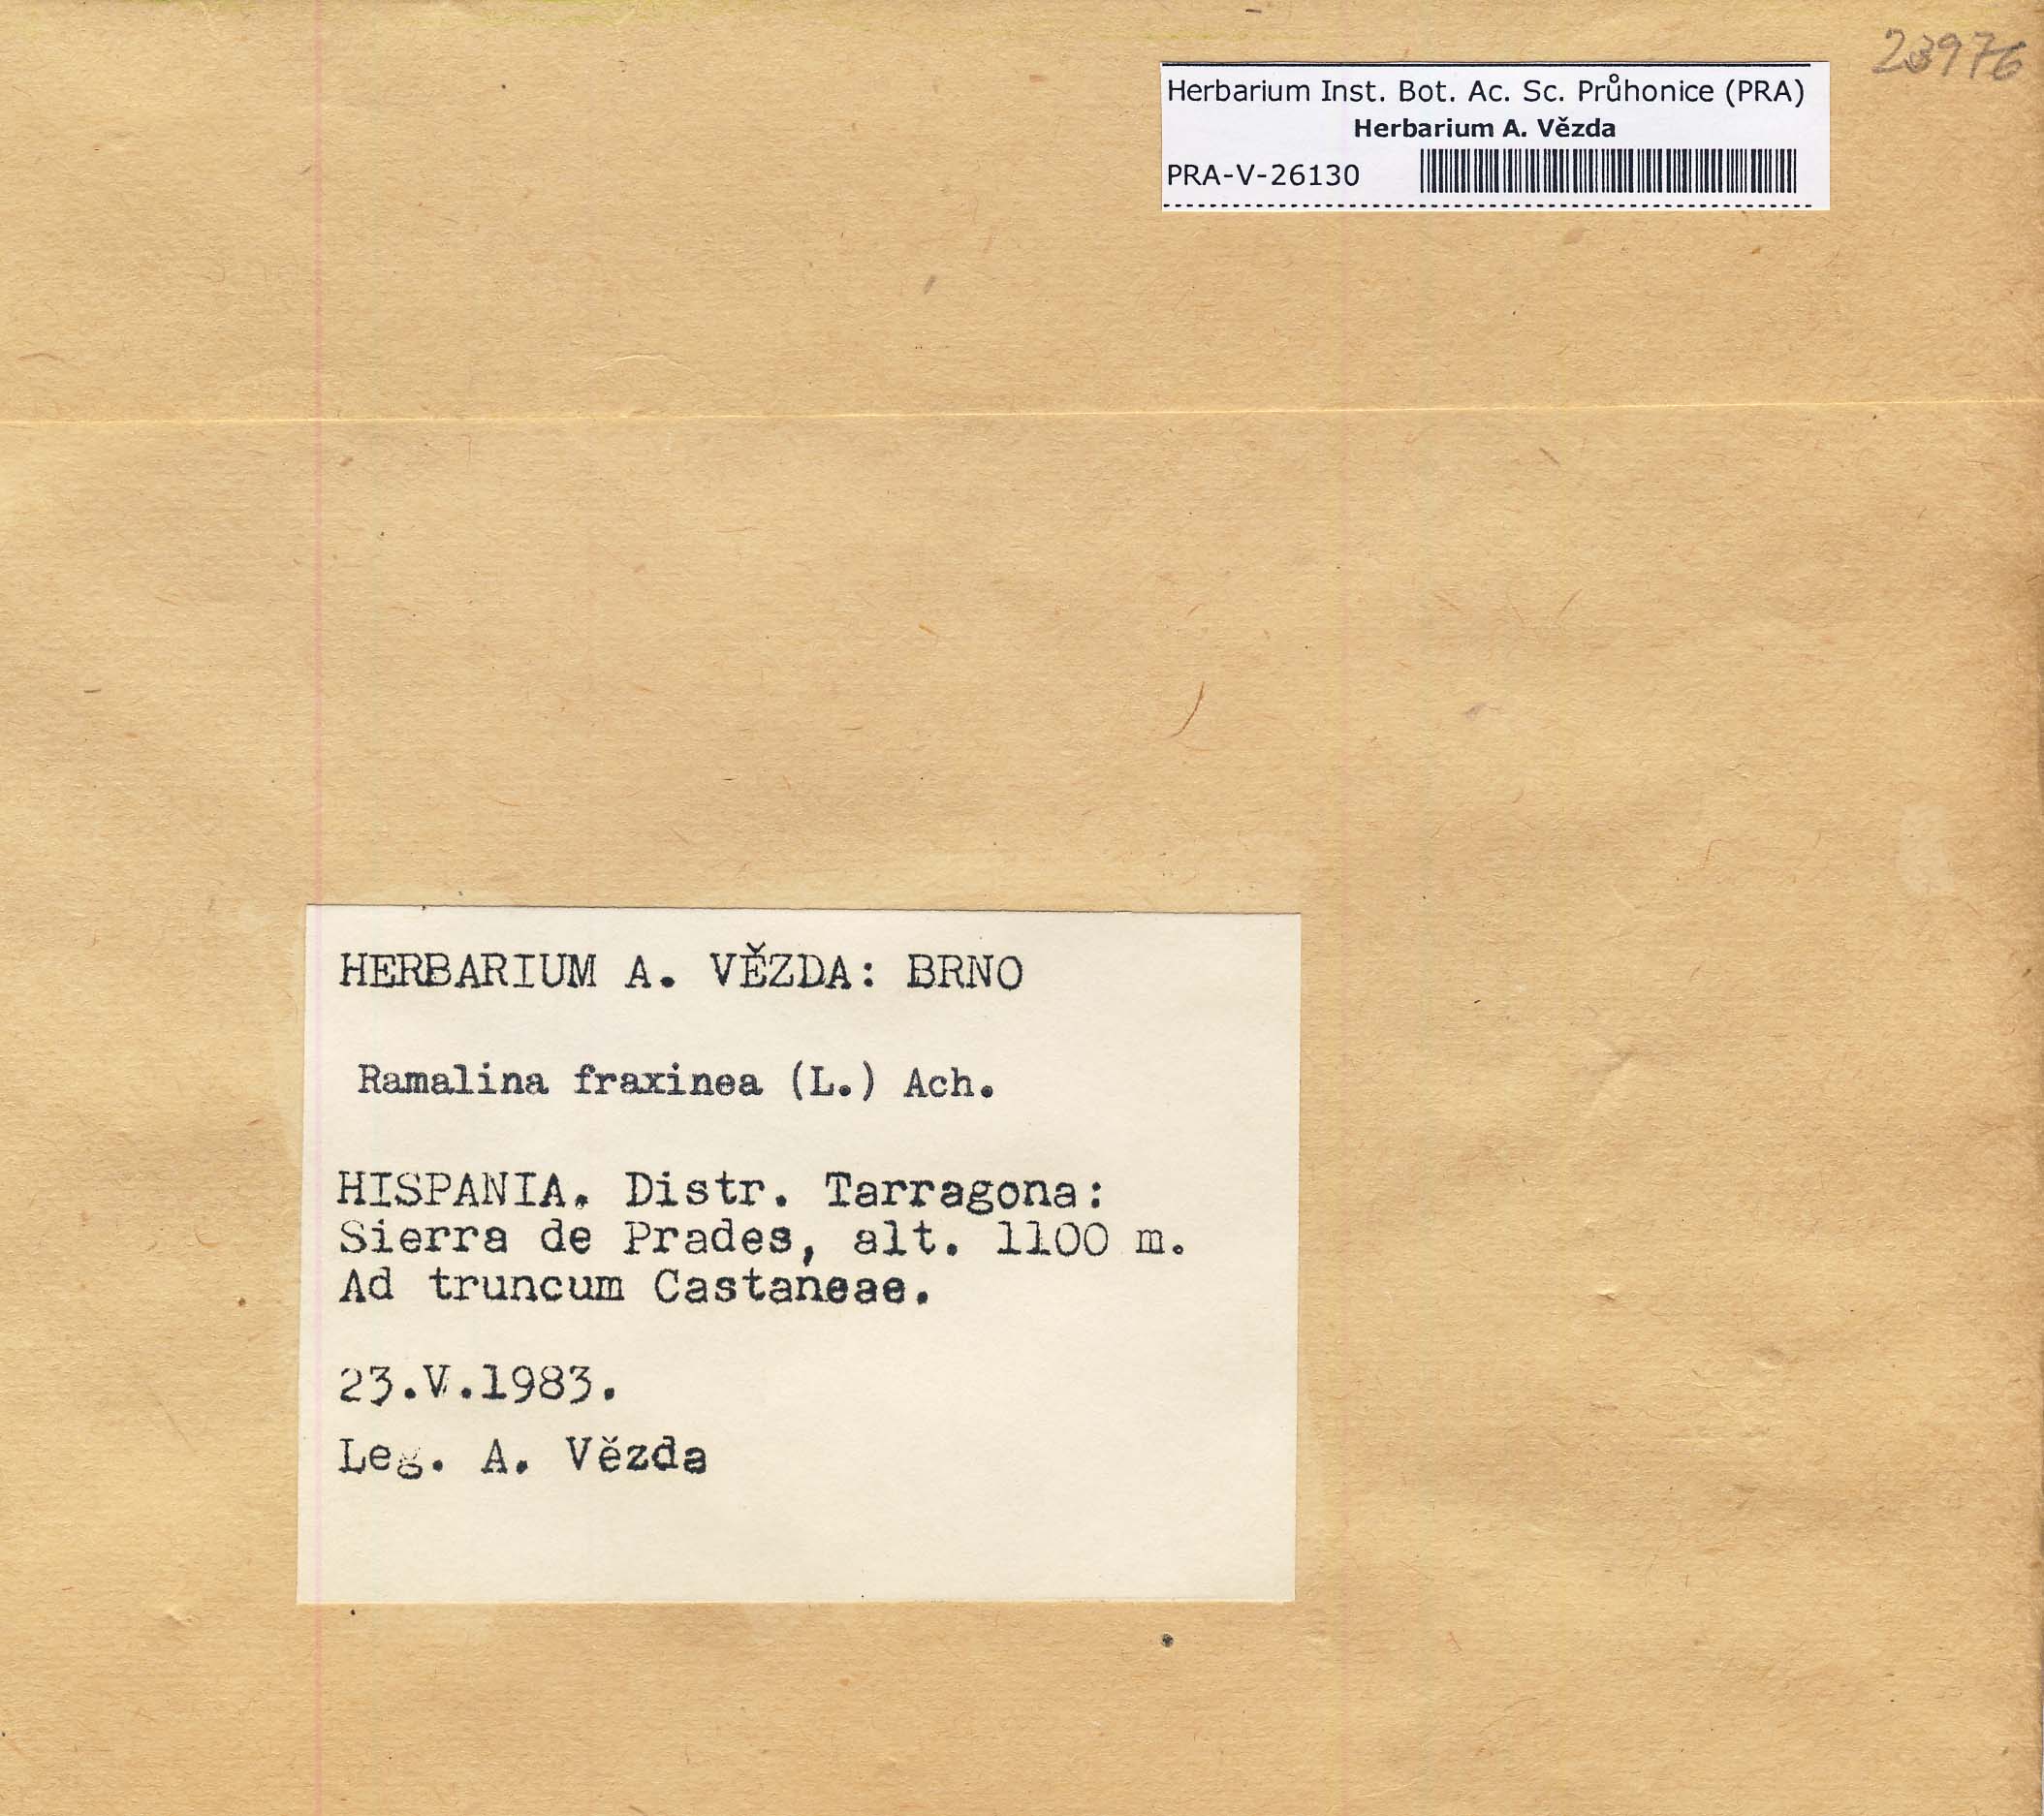 23976
Herbarium Inst. Bot. Ac. Sc. Průhonice (PRA)
Herbarium A. Vězda
PRA-V-26130
HERBARIUM A. VĚZDA: BRNO
Ramalina fraxinea (L.) Ach.
HISPANIA. Distr. Tarragona:
Sierra de Prades, alt. 1100 m.
Ad truncum Castaneae.
23.V.1983.
Leg. A. Vězda